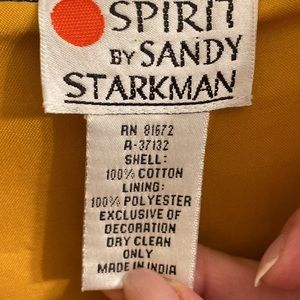 SPIRIT
BY SANDY
STARKMAN
RN 81672
A-37132
SHELL:
100% COTTON
LINING:
100% POLYESTER
EXCLUSIVE OF
DECORATION
DRY CLEAN
ONLY
MADE IN INDIA